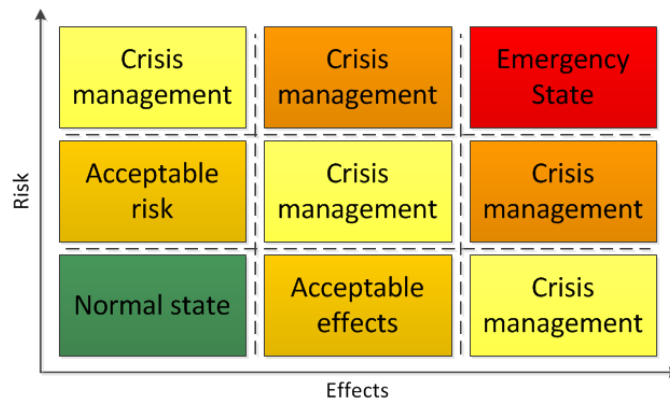 Crisis
management
Crisis
management
Emergency
State
Risk
Acceptable
risk
Crisis
management
Crisis
management
Normal state
Acceptable
effects
Crisis
management
Effects